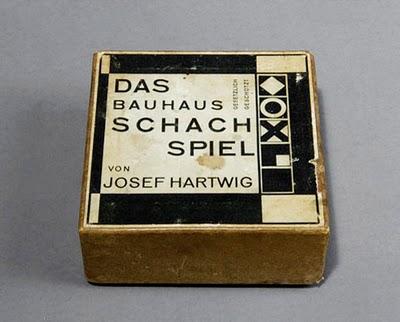 DAS
BAUHAUS
SCHACH
SPIEL
VON
JOSEF HARTWIG
GESETZLICH
GESCHÜTZT